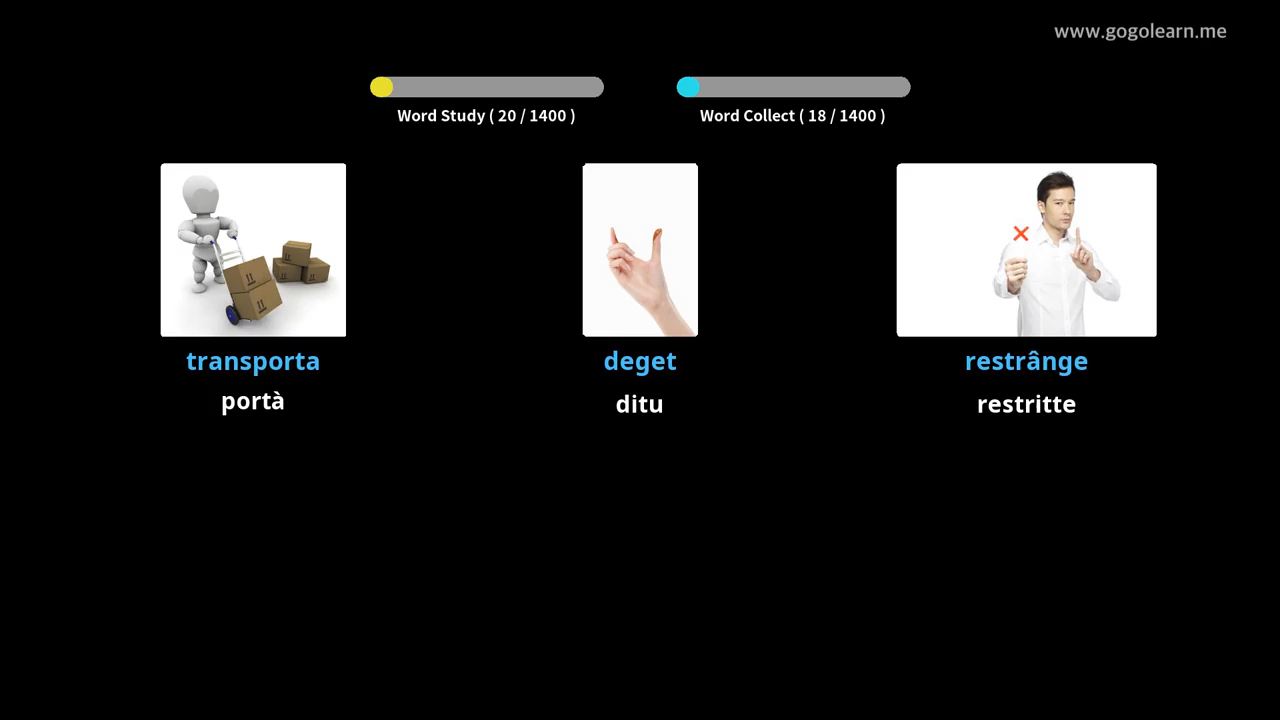 www.gogolearn.me
Word Study ( 20 / 1400 )
Word Collect ( 18 / 1400 )
transporta
deget
restrânge
portà
ditu
restritte